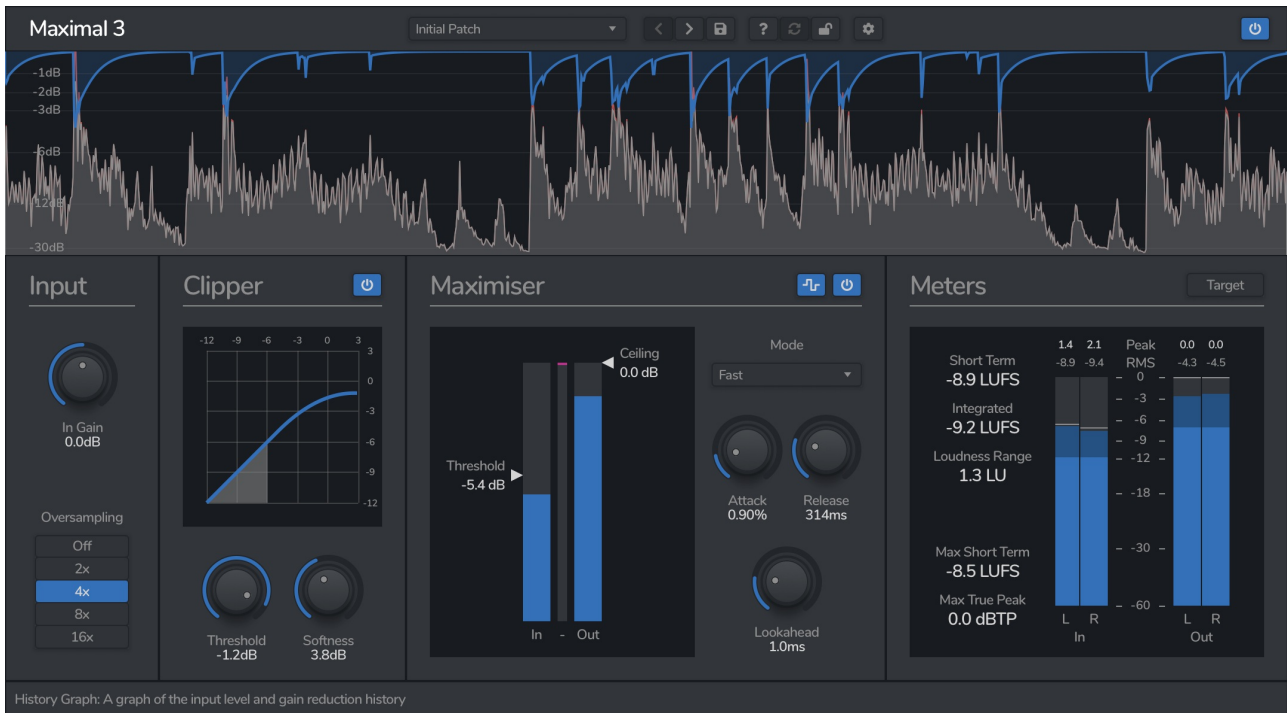 Maximal 3
Initial Patch
?
-1dB
-2dB
-3dB
-6dB
-12dB
-30dB
Input
In Gain
0.0dB
Oversampling
Off
2x
4x
8x
16x
Clipper
-12 -9 -6 -3 0 3
3
0
-3
-6
-9
-12
Threshold
-1.2dB
Softness
3.8dB
Maximiser
Ceiling
0.0 dB
Threshold
-5.4 dB
In - Out
Mode
Fast
Attack
0.90%
Release
314ms
Lookahead
1.0ms
Meters
Target
Short Term
-8.9 LUFS
Integrated
-9.2 LUFS
Loudness Range
1.3 LU
Max Short Term
-8.5 LUFS
Max True Peak
0.0 dBTP
1.4 2.1 Peak 0.0 0.0
-8.9 -9.4 RMS -4.3 -4.5
- 0 -
- -3 -
- -6 -
- -9 -
- -12 -
- -18 -
- -30 -
- -60 -
L R L R
In Out
History Graph: A graph of the input level and gain reduction history